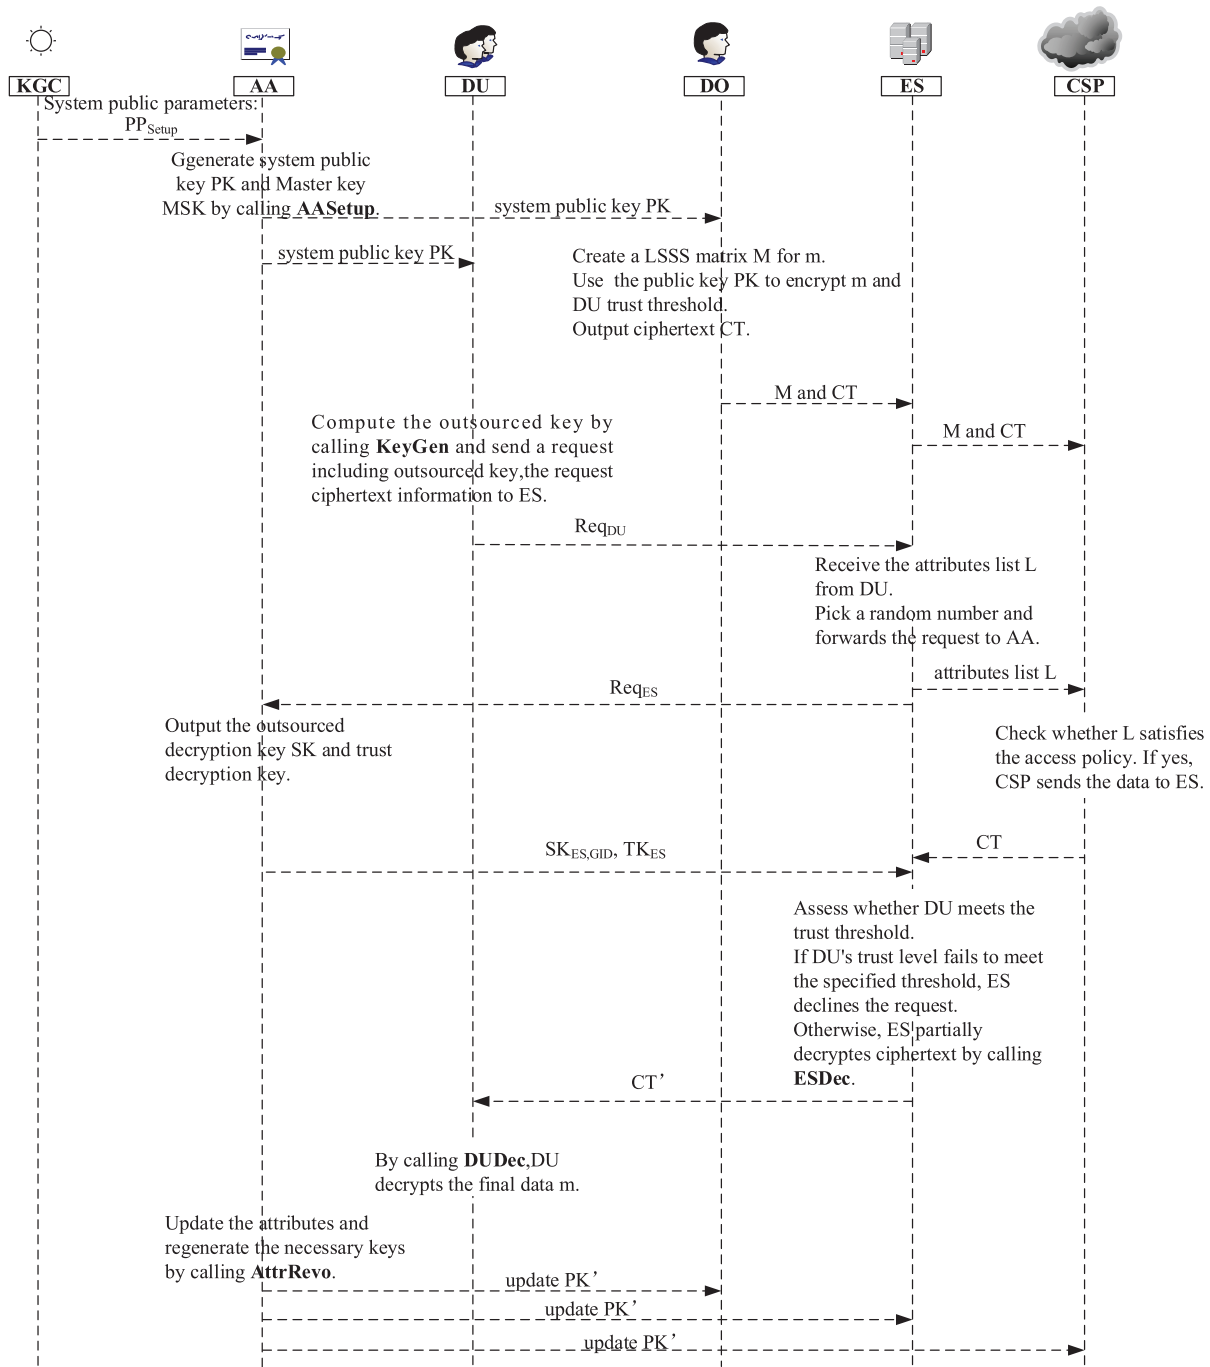 KGC AA DU DO ES CSP
System public parameters:
PPSetup
Ggenerate system public
key PK and Master key
MSK by calling AASetup.
system public key PK
system public key PK
Create a LSSS matrix M for m.
Use the public key PK to encrypt m and
DU trust threshold.
Output ciphertext CT.
M and CT
Compute the outsourced key by
calling KeyGen and send a request
including outsourced key,the request
ciphertext information to ES.
M and CT
ReqDU
Receive the attributes list L
from DU.
Pick a random number and
forwards the request to AA.
attributes list L
ReqES
Output the outsourced
decryption key SK and trust
decryption key.
Check whether L satisfies
the access policy. If yes,
CSP sends the data to ES.
CT
SKES,GID, TKES
Assess whether DU meets the
trust threshold.
If DU's trust level fails to meet
the specified threshold, ES
declines the request.
Otherwise, ES partially
decryptes ciphertext by calling
ESDec.
CT’
By calling DUDec,DU
decrypts the final data m.
Update the attributes and
regenerate the necessary keys
by calling AttrRevo.
update PK’
update PK’
update PK’